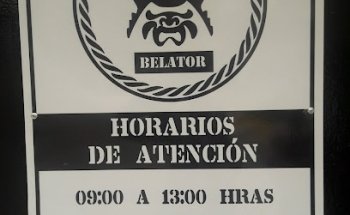 BELATOR
HORARIOS
DE ATENCIÓN
09:00 A 13:00 HRAS